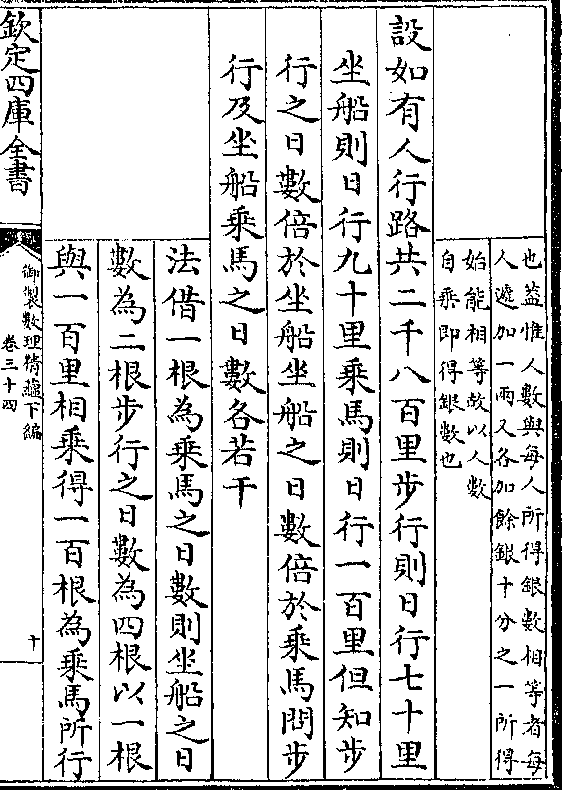 也蓋惟人數與每人所得銀數相等者每
人遞加一兩又各加餘銀十分之一所得
始能相等故以人數
自乘即得銀數也
設如有人行路共二千八百里步行則日行七十里
坐船則日行九十里乘馬則日行一百里但知步
行之日數倍於坐船坐船之日數倍於乘馬問步
行及坐船乘馬之日數各若干
法借一根為乘馬之日數則坐船之日
數為二根步行之日數為四根以一根
與一百里相乘得一百根為乘馬所行
欽定四庫全書
御製數理精蘊下編
卷三十四
十